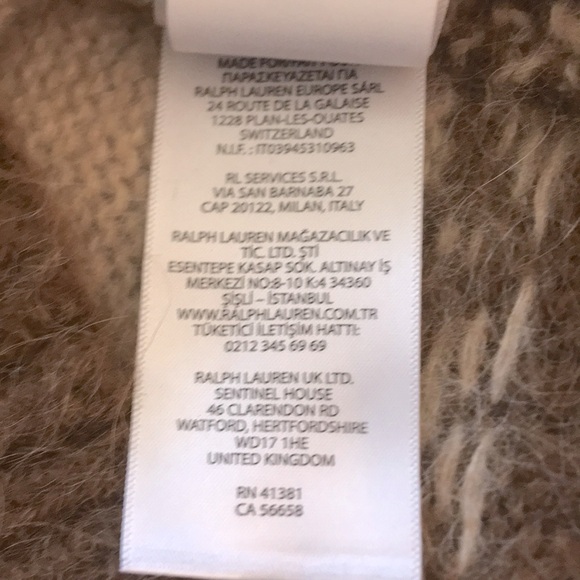 MADE FOR/
ΠΑΡΑΣΚΕΥΑΖΕΤΑΙ ΓΙΑ
RALPH LAUREN EUROPE SÁRL
24 ROUTE DE LA GALAISE
1228 PLAN-LES-OUATES
SWITZERLAND
N.I.F. : IT03945310963
RL SERVICES S.R.L.
VIA SAN BARNABA 27
CAP 20122, MILAN, ITALY
RALPH LAUREN MAĞAZACILIK VE
TİC. LTD. ŞTİ
ESENTEPE KASAP SOK. ALTINAY İŞ
MERKEZİ NO:8-10 K:4 34360
ŞİŞLİ – İSTANBUL
WWW.RALPHLAUREN.COM.TR
TÜKETİCİ İLETİŞİM HATTI:
0212 345 69 69
RALPH LAUREN UK LTD.
SENTINEL HOUSE
46 CLARENDON RD
WATFORD, HERTFORDSHIRE
WD17 1HE
UNITED KINGDOM
RN 41381
CA 56658